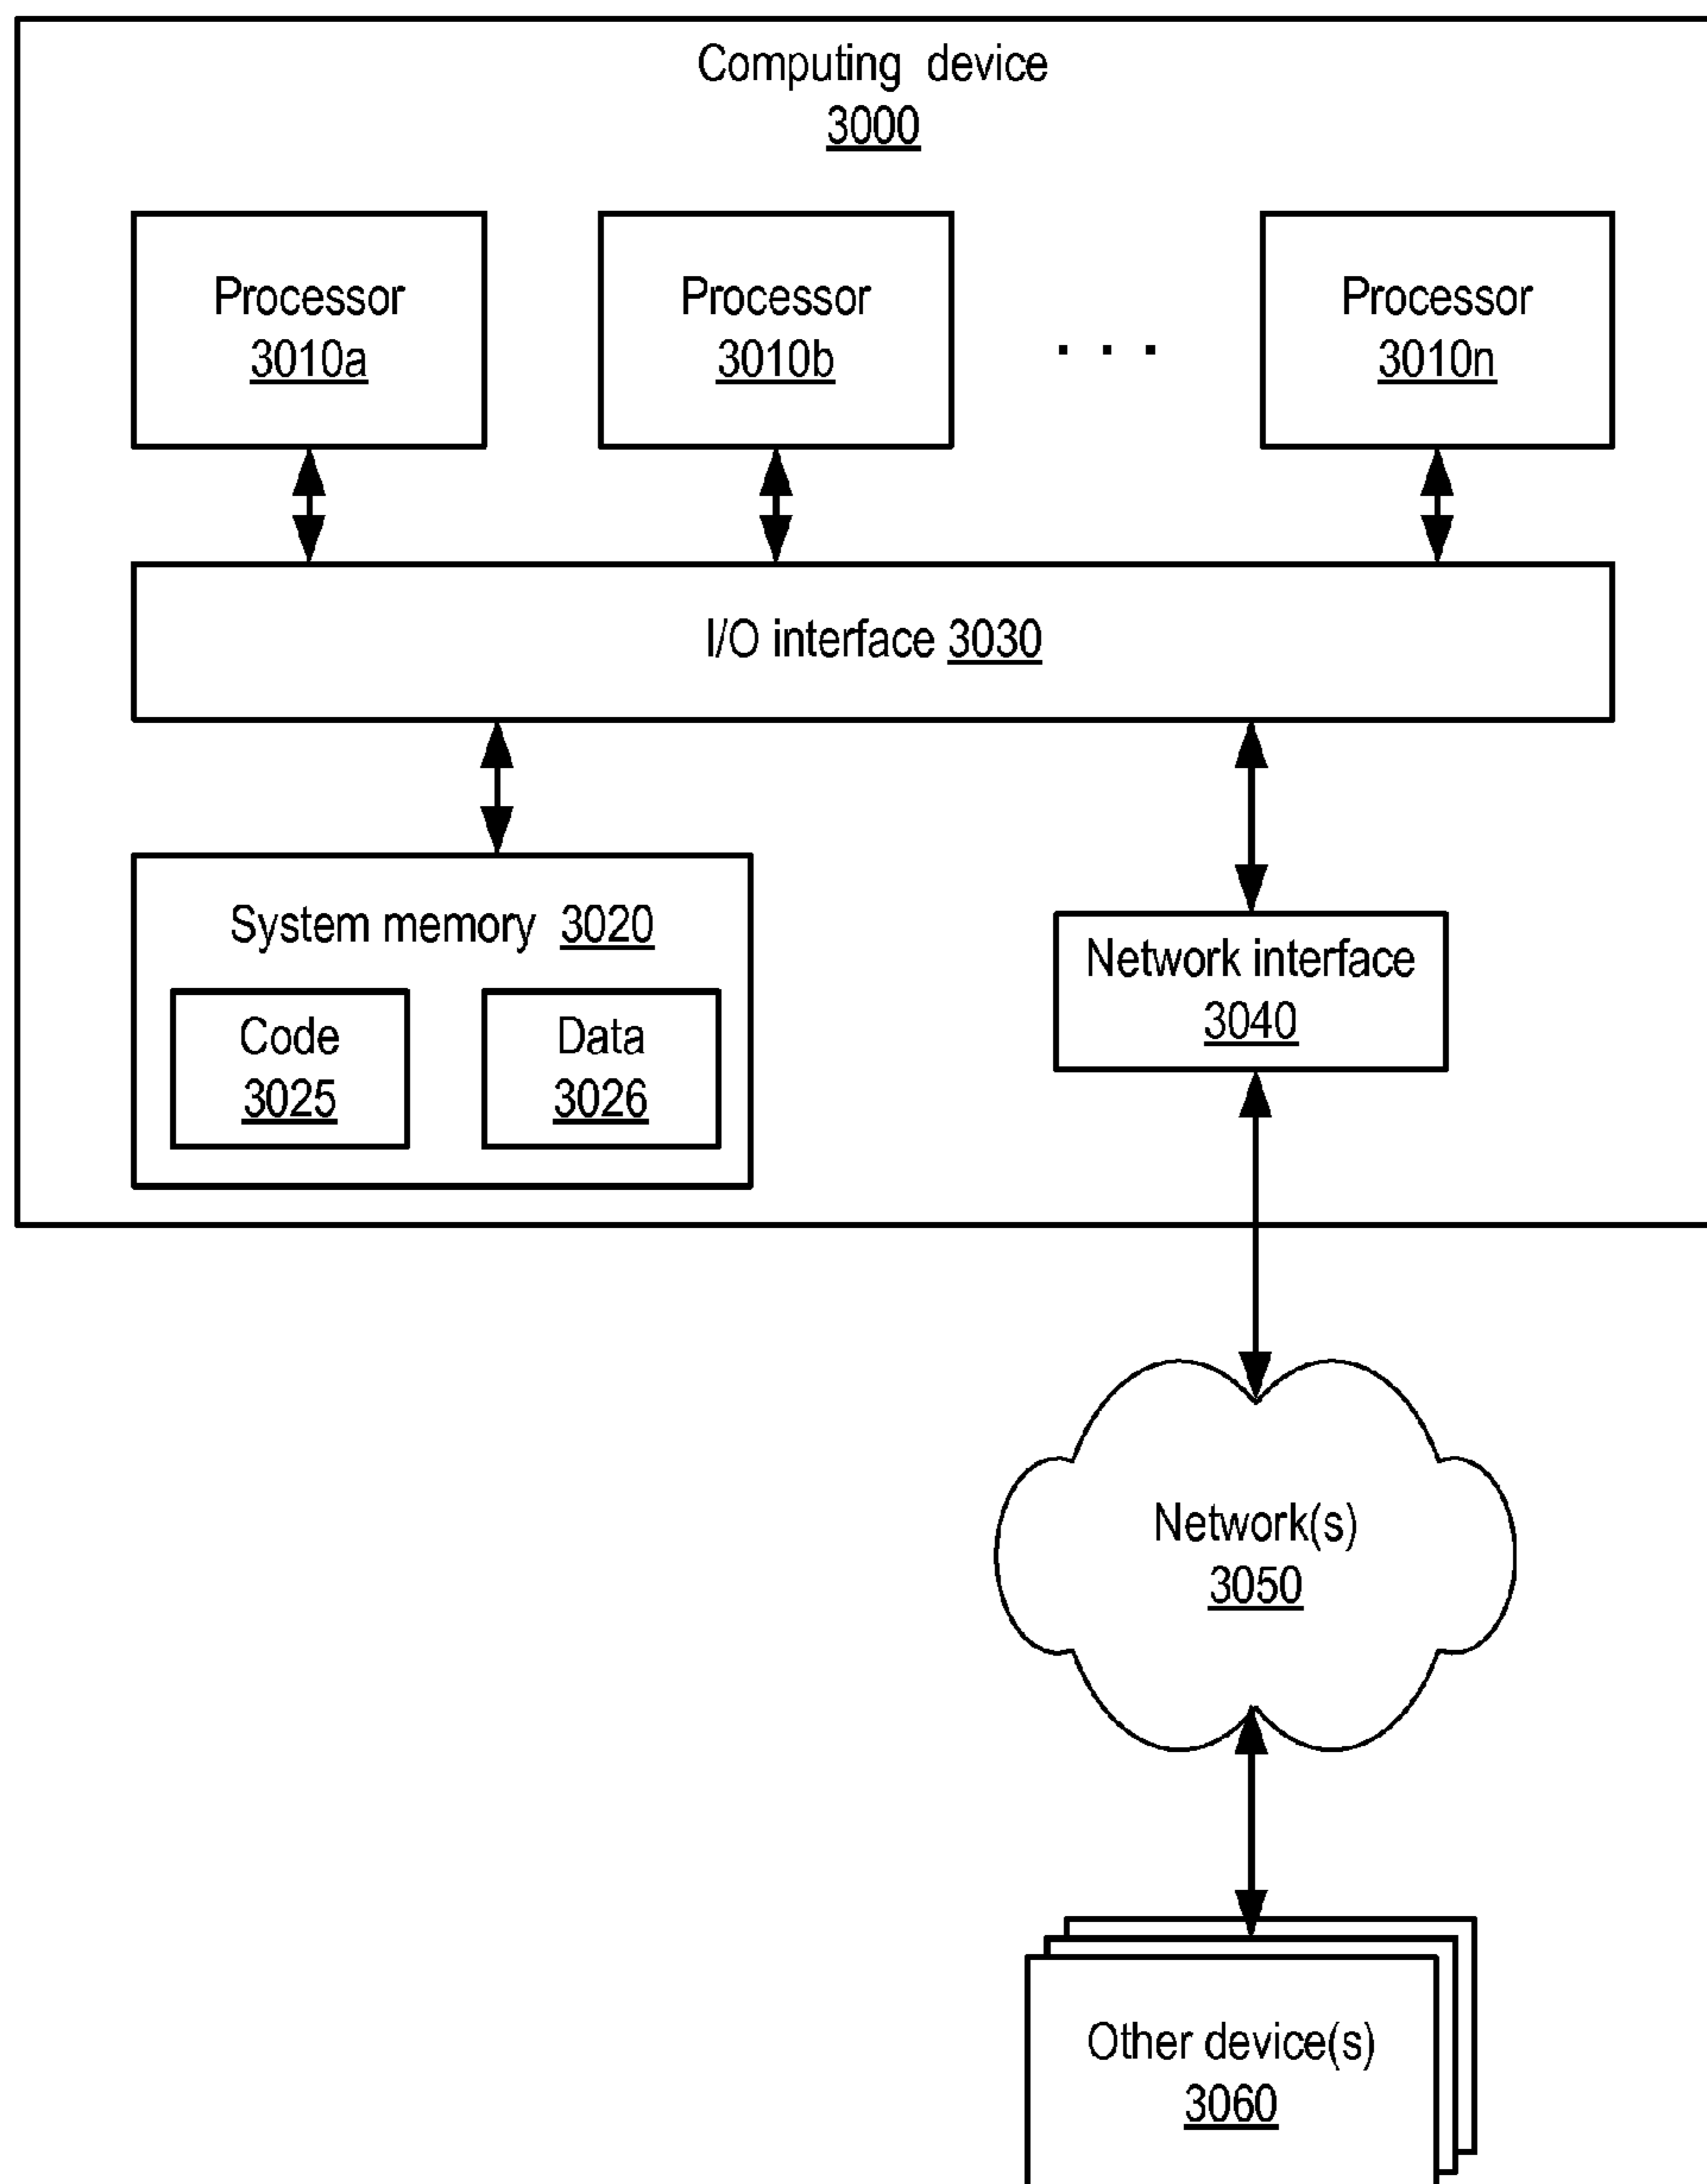 Computing device
3000
Processor
3010a
Processor
3010b
. . .
Processor
3010n
I/O interface 3030
System memory 3020
Code
3025
Data
3026
Network interface
3040
Network(s)
3050
Other device(s)
3060